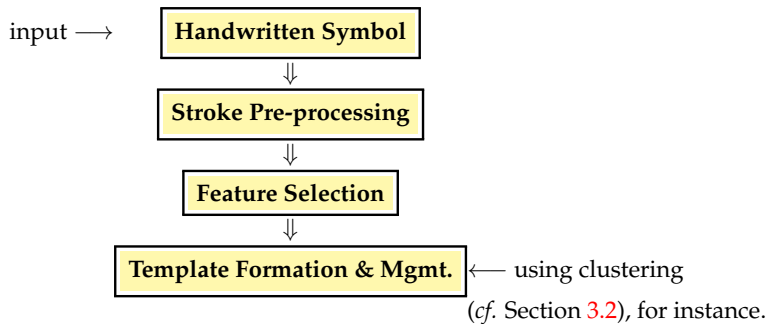 input ⟶ Handwritten Symbol
⇓
Stroke Pre-processing
⇓
Feature Selection
⇓
Template Formation & Mgmt. ⟵ using clustering
(cf. Section 3.2), for instance.